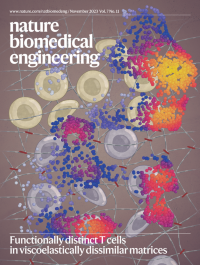 www.nature.com/natbiomedeng / November 2023 Vol. 7 No. 11
nature
biomedical
engineering
Functionally distinct T cells
in viscoelastically dissimilar matrices